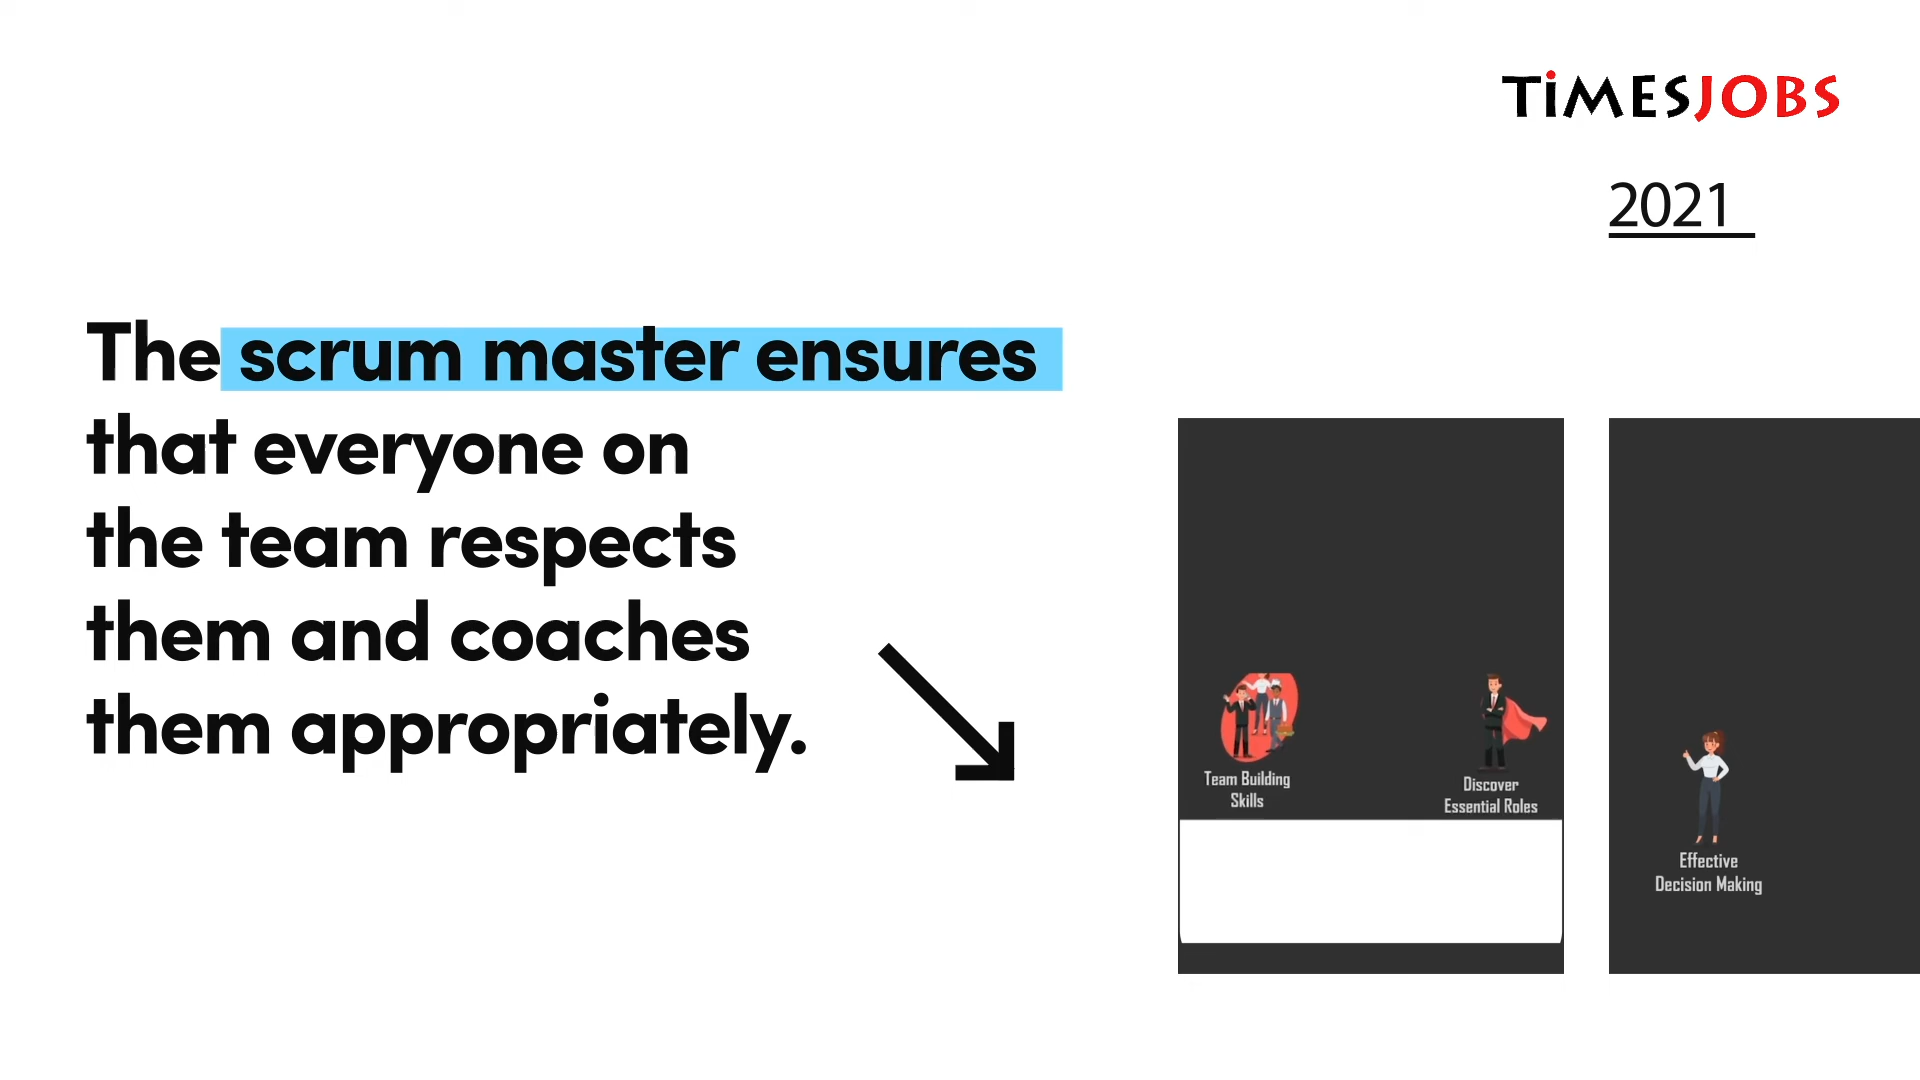 TiMESJOBS
2021
The scrum master ensures
that everyone on
the team respects
them and coaches
them appropriately.
Team Building
Skills
Discover
Essential Roles
Effective
Decision Making